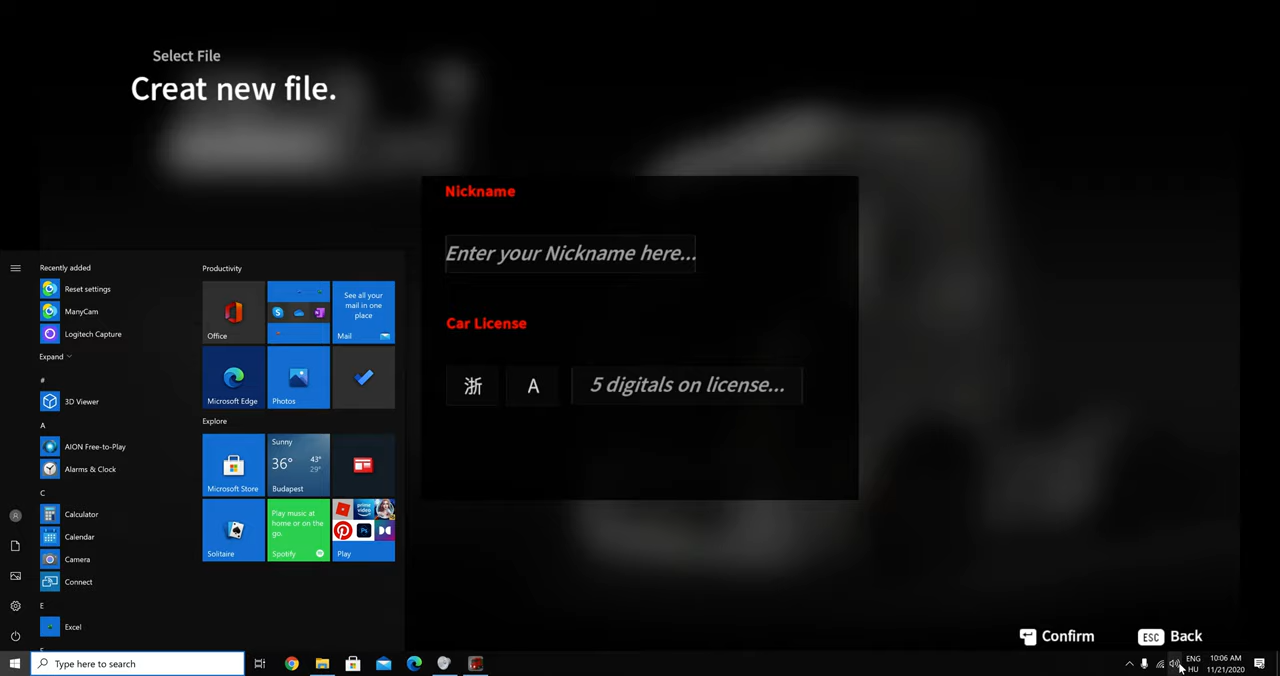 Select File
Creat new file.
Nickname
Enter your Nickname here...
Car License
浙
A
5 digitals on license...
Recently added
Reset settings
ManyCam
Logitech Capture
Expand
#
3D Viewer
A
AION Free-to-Play
Alarms & Clock
C
Calculator
Calendar
Camera
Connect
E
Excel
Productivity
Office
See all
your mail in one
place
Mail
Microsoft Edge
Photos
Explore
Microsoft Store
Sunny
36° 43°
29°
Budapest
Solitaire
Play music at
home or on the
go.
Spotify
prime
video
Ps
Play
ENTER
Confirm
ESC Back
Type here to search
ENG
HU
10:06 AM
11/21/2020